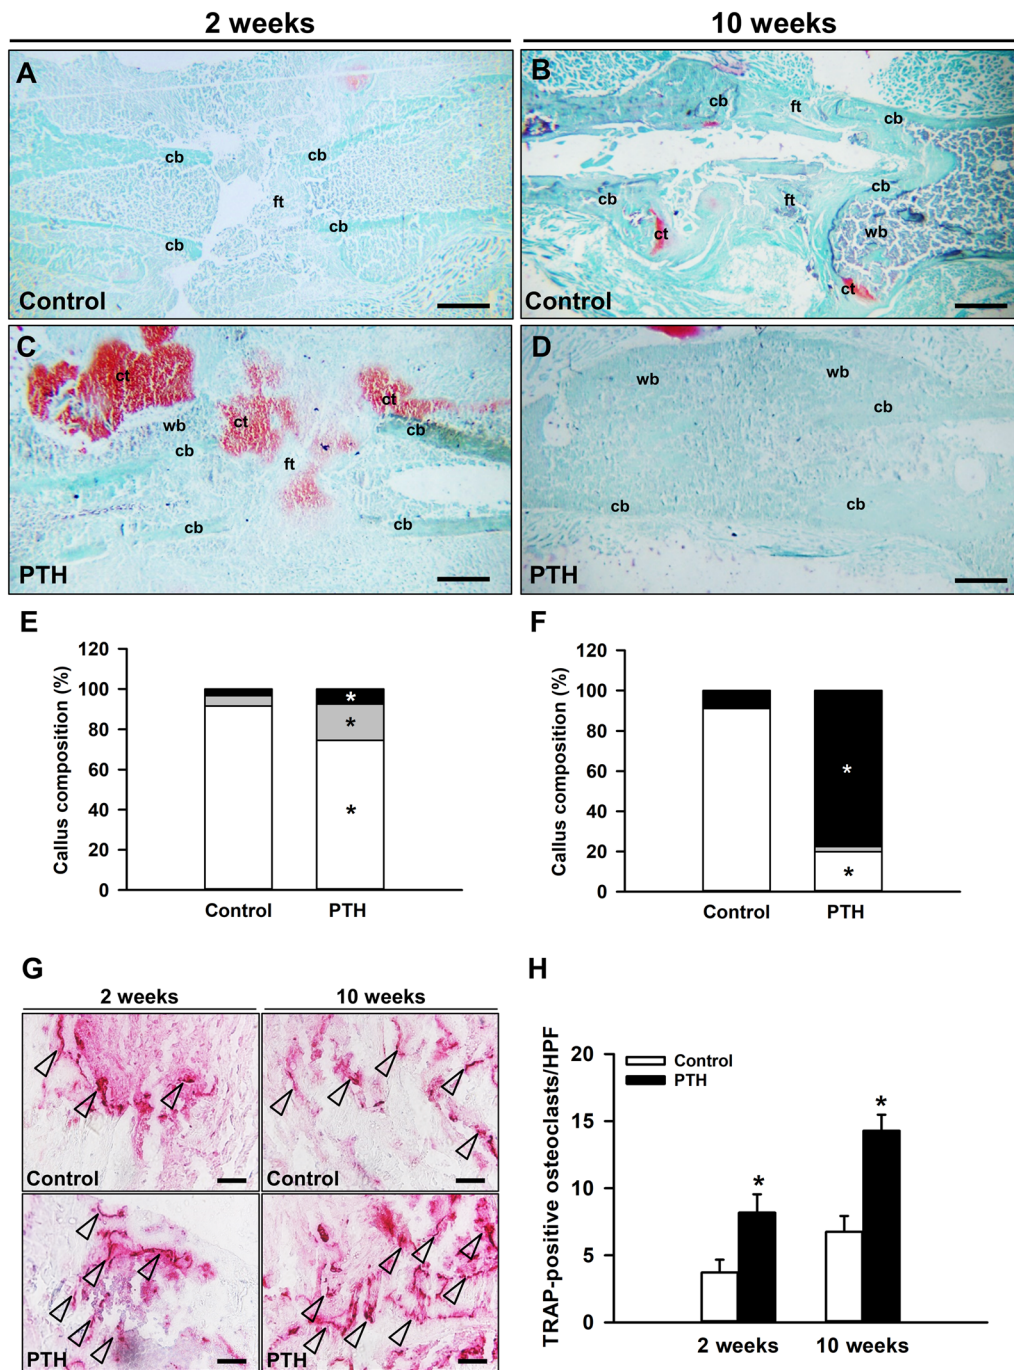 2 weeks
10 weeks
A
cb
cb
ft
cb
cb
Control
B
cb
ft
cb
cb
cb
ft
wb
ct
ct
Control
C
ct
ct
wb
ct
cb
cb
ft
cb
cb
PTH
D
wb
wb
cb
cb
cb
PTH
E
Callus composition (%)
120
100
80
60
40
20
0
*
*
*
Control
PTH
F
Callus composition (%)
120
100
80
60
40
20
0
*
*
Control
PTH
G
2 weeks
10 weeks
Control
Control
PTH
PTH
H
TRAP-positive osteoclasts/HPF
20
15
10
5
0
Control
PTH
*
*
2 weeks
10 weeks